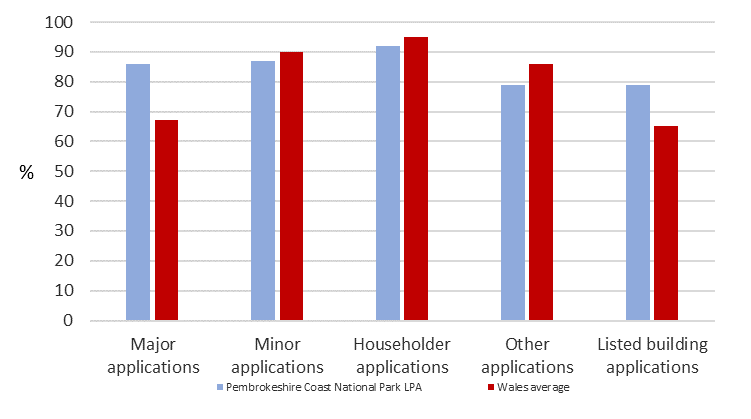 100
90
80
70
60
50
40
30
20
10
0
%
Major applications
Minor applications
Householder applications
Other applications
Listed building applications
Pembrokeshire Coast National Park LPA
Wales average